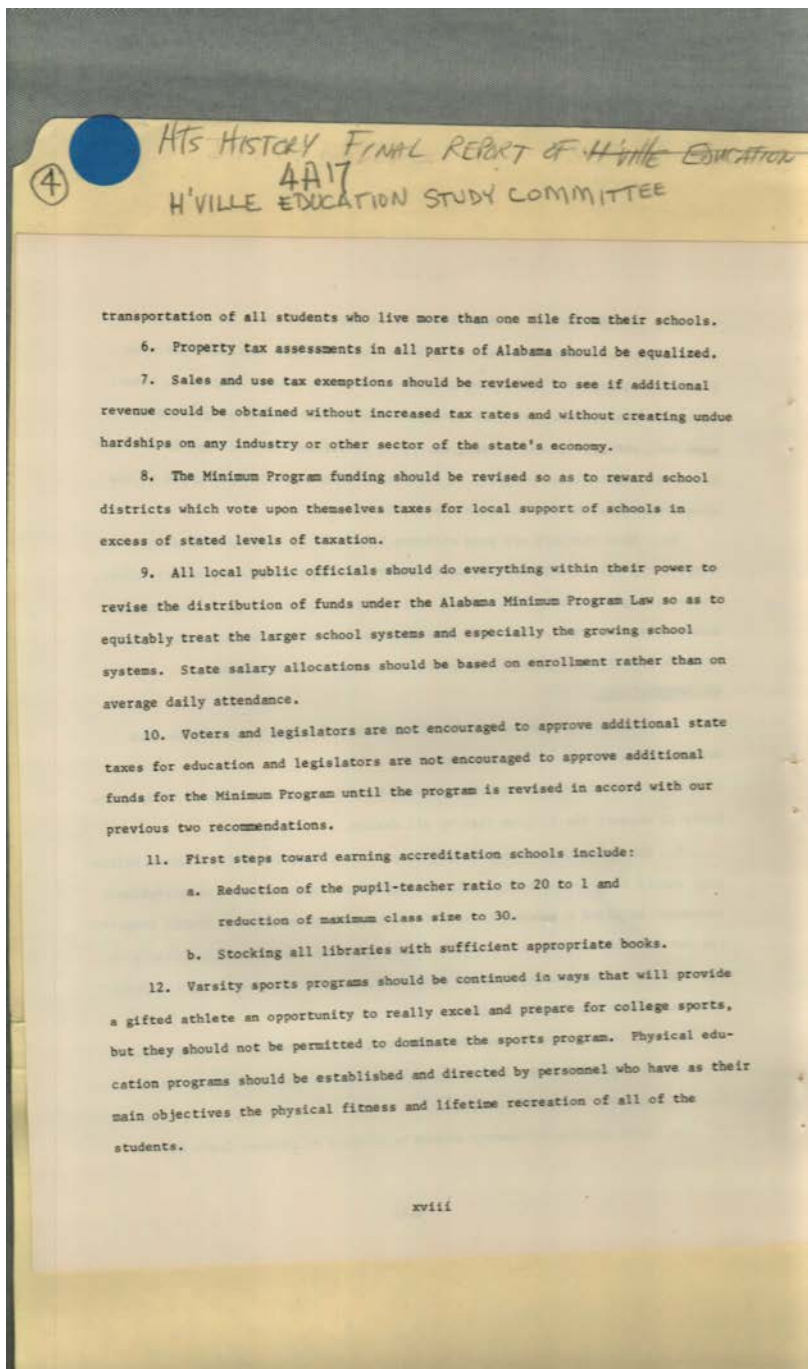 HTS HISTORY FINAL REPORT OF H'VILLE EDUCATION
④
4A17
H'VILLE EDUCATION STUDY COMMITTEE
transportation of all students who live more than one mile from their schools.
6. Property tax assessments in all parts of Alabama should be equalized.
7. Sales and use tax exemptions should be reviewed to see if additional
revenue could be obtained without increased tax rates and without creating undue
hardships on any industry or other sector of the state's economy.
8. The Minimum Program funding should be revised so as to reward school
districts which vote upon themselves taxes for local support of schools in
excess of stated levels of taxation.
9. All local public officials should do everything within their power to
revise the distribution of funds under the Alabama Minimum Program Law so as to
equitably treat the larger school systems and especially the growing school
systems. State salary allocations should be based on enrollment rather than on
average daily attendance.
10. Voters and legislators are not encouraged to approve additional state
taxes for education and legislators are not encouraged to approve additional
funds for the Minimum Program until the program is revised in accord with our
previous two recommendations.
11. First steps toward earning accreditation schools include:
a. Reduction of the pupil-teacher ratio to 20 to 1 and
reduction of maximum class size to 30.
b. Stocking all libraries with sufficient appropriate books.
12. Varsity sports programs should be continued in ways that will provide
a gifted athlete an opportunity to really excel and prepare for college sports,
but they should not be permitted to dominate the sports program. Physical edu-
cation programs should be established and directed by personnel who have as their
main objectives the physical fitness and lifetime recreation of all of the
students.
xviii